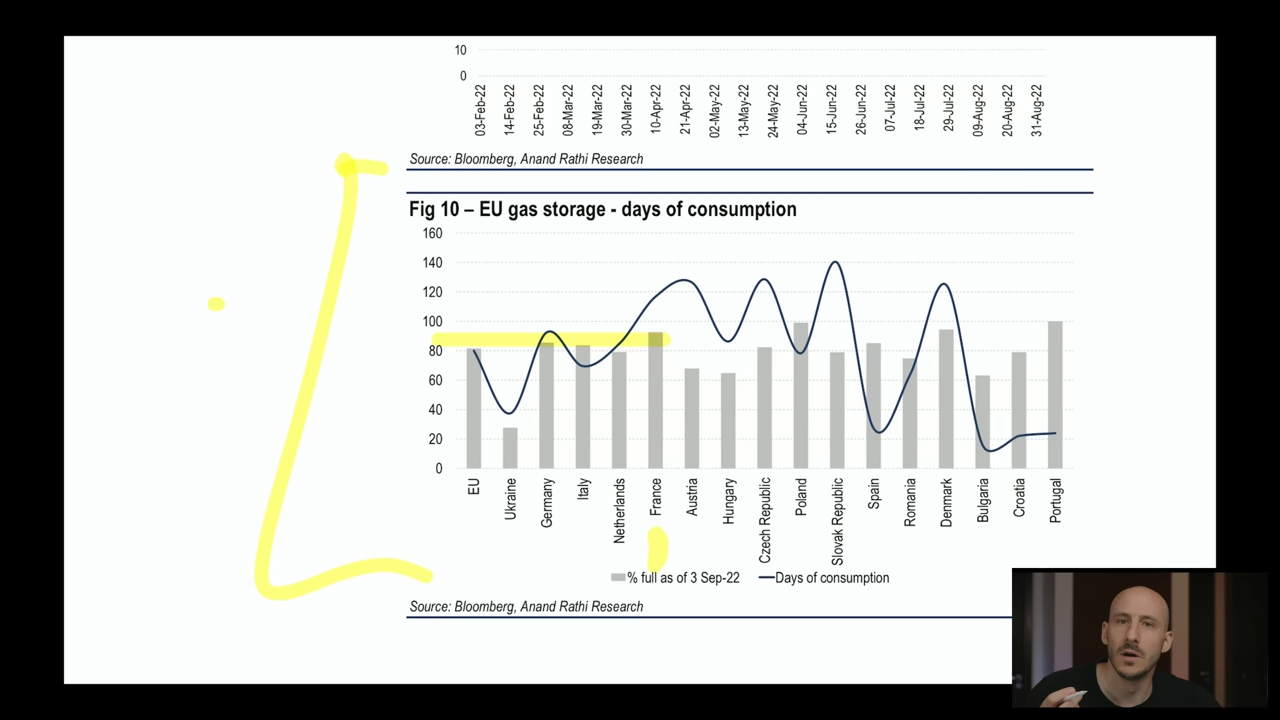 10
0
03-Feb-22
14-Feb-22
25-Feb-22
08-Mar-22
19-Mar-22
30-Mar-22
10-Apr-22
21-Apr-22
02-May-22
13-May-22
24-May-22
04-Jun-22
15-Jun-22
26-Jun-22
07-Jul-22
18-Jul-22
29-Jul-22
09-Aug-22
20-Aug-22
31-Aug-22
Source: Bloomberg, Anand Rathi Research
Fig 10 – EU gas storage - days of consumption
160
140
120
100
80
60
40
20
0
EU
Ukraine
Germany
Italy
Netherlands
France
Austria
Hungary
Czech Republic
Poland
Slovak Republic
Spain
Romania
Denmark
Bulgaria
Croatia
Portugal
% full as of 3 Sep-22
Days of consumption
Source: Bloomberg, Anand Rathi Research